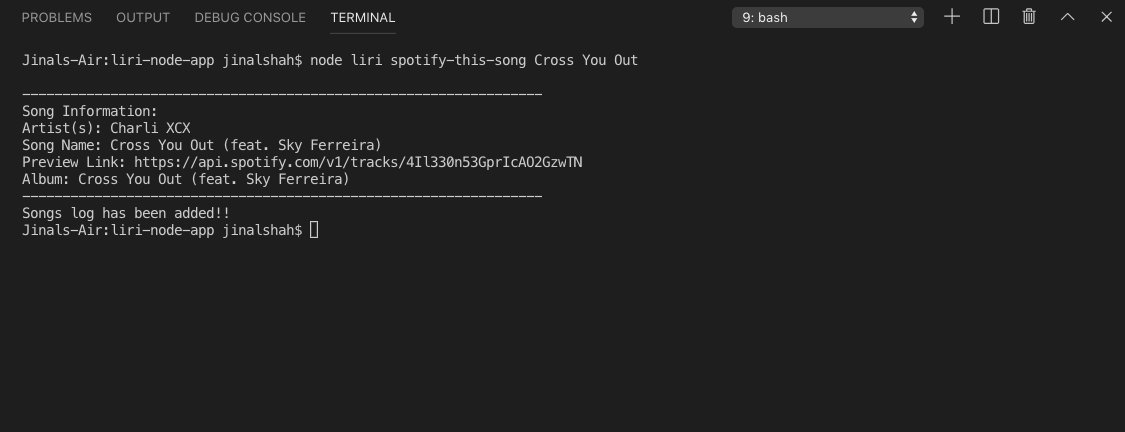 PROBLEMS OUTPUT DEBUG CONSOLE TERMINAL 9: bash
Jinals-Air:liri-node-app jinalshah$ node liri spotify-this-song Cross You Out
-----------------------------------------------------------------
Song Information:
Artist(s): Charli XCX
Song Name: Cross You Out (feat. Sky Ferreira)
Preview Link: https://api.spotify.com/v1/tracks/4Il330n53GprIcAO2GzwTN
Album: Cross You Out (feat. Sky Ferreira)
-----------------------------------------------------------------
Songs log has been added!!
Jinals-Air:liri-node-app jinalshah$